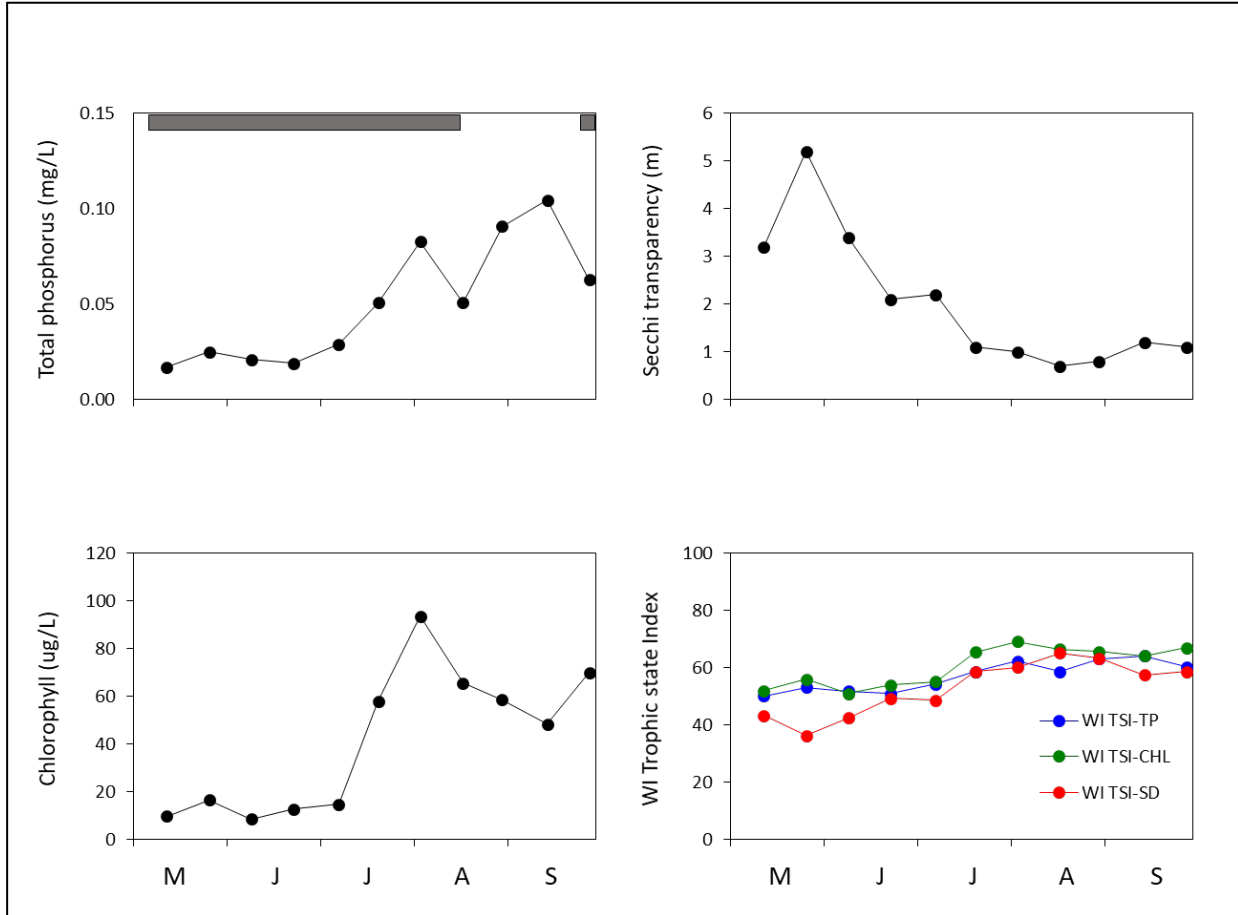 Total phosphorus (mg/L)
0.15
0.10
0.05
0.00
Secchi transparency (m)
6
5
4
3
2
1
0
Chlorophyll (ug/L)
120
100
80
60
40
20
0
M J J A S
WI Trophic state Index
100
80
60
40
20
0
WI TSI-TP
WI TSI-CHL
WI TSI-SD
M J J A S